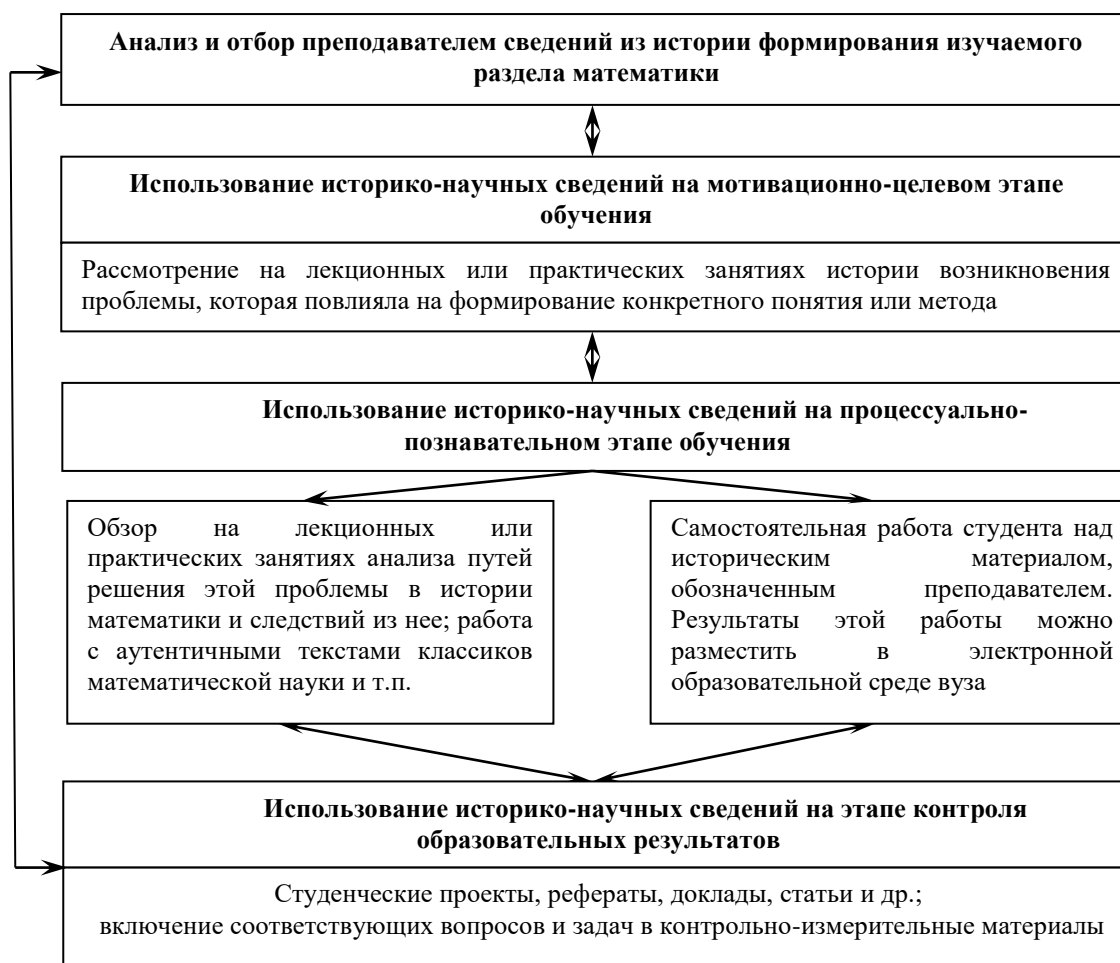 Анализ и отбор преподавателем сведений из истории формирования изучаемого
раздела математики
Использование историко-научных сведений на мотивационно-целевом этапе
обучения
Рассмотрение на лекционных или практических занятиях истории возникновения
проблемы, которая повлияла на формирование конкретного понятия или метода
Использование историко-научных сведений на процессуально-
познавательном этапе обучения
Обзор на лекционных или
практических занятиях анализа путей
решения этой проблемы в истории
математики и следствий из нее; работа
с аутентичными текстами классиков
математической науки и т.п.
Самостоятельная работа студента над
историческим материалом,
обозначенным преподавателем.
Результаты этой работы можно
разместить в электронной
образовательной среде вуза
Использование историко-научных сведений на этапе контроля
образовательных результатов
Студенческие проекты, рефераты, доклады, статьи и др.;
включение соответствующих вопросов и задач в контрольно-измерительные материалы